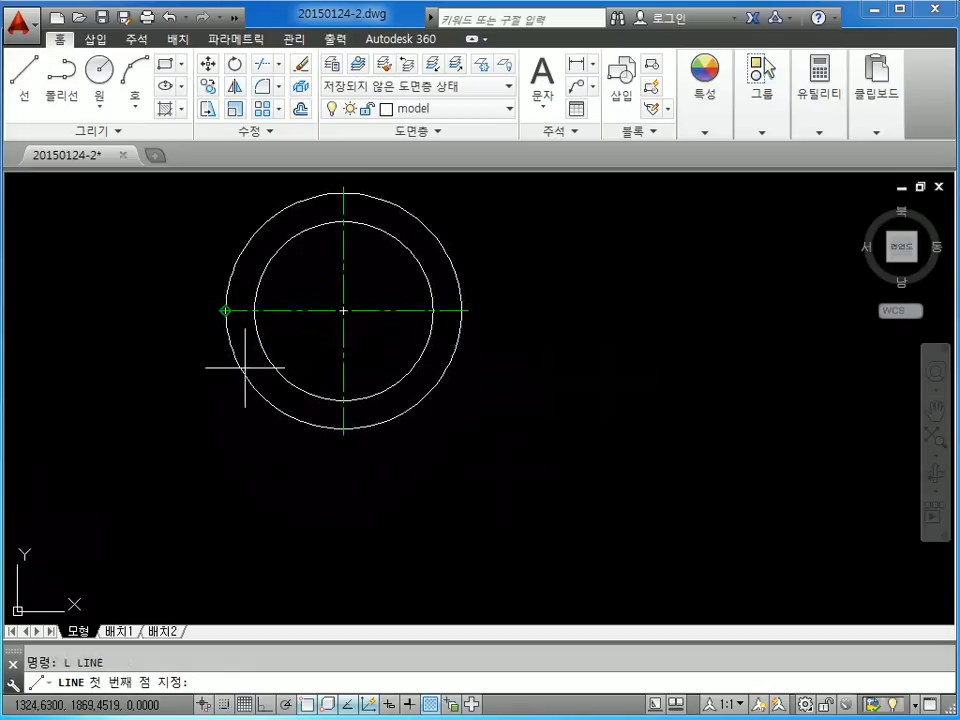 20150124-2.dwg
키워드 또는 구절 입력
로그인
홈 삽입 주석 배치 파라메트릭 관리 출력 Autodesk 360
선 폴리선 원 호
저장되지 않은 도면층 상태
model
문자
삽입
특성 그룹 유틸리티 클립보드
그리기 수정 도면층 주석 블록
20150124-2*
북
서
동
남
WCS
Y
X
모형 배치1 배치2
명령: L LINE
LINE 첫 번째 점 지정:
1324,6300, 1869,4519, 0,0000
1:1